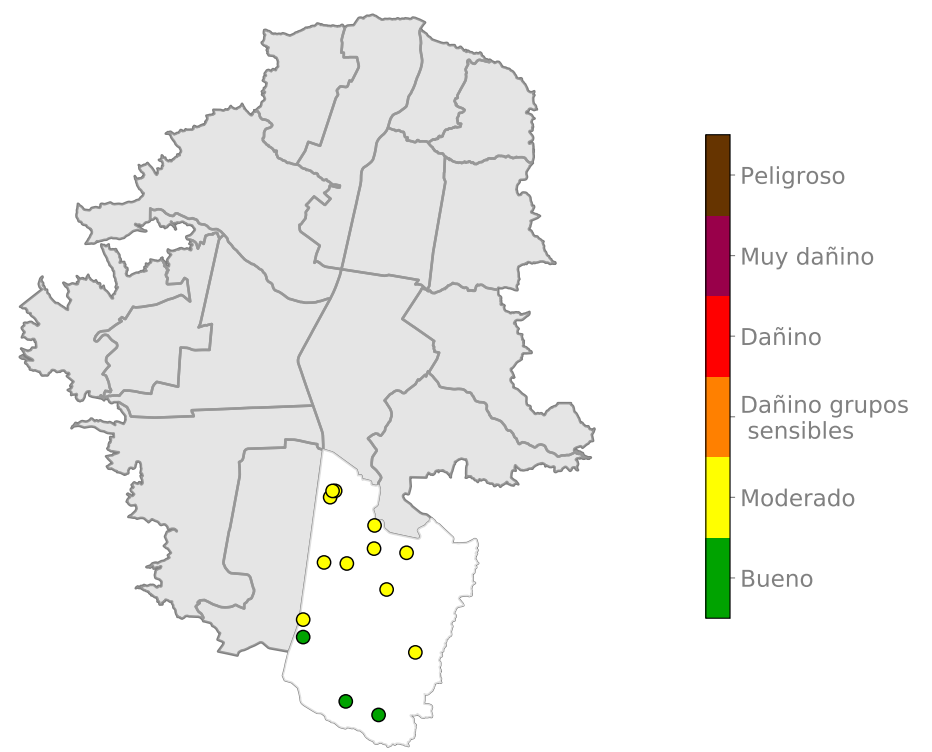 Peligroso
Muy dañino
Dañino
Dañino grupos
sensibles
Moderado
Bueno